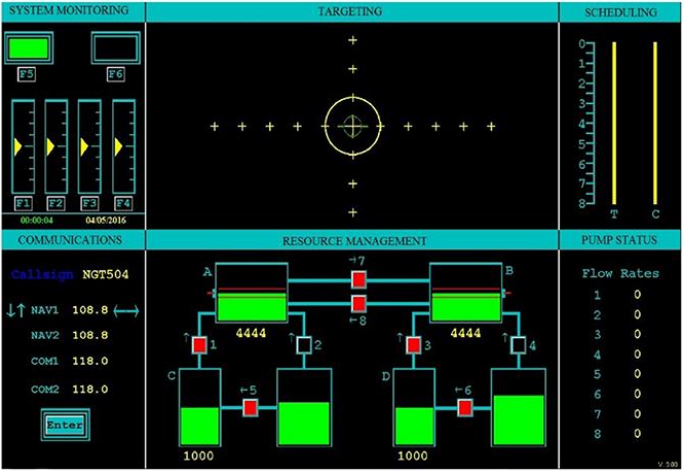 SYSTEM MONITORING
F5 F6
F1 F2 F3 F4
00:00:04 04/05/2016
TARGETING
SCHEDULING
0
1
2
3
4
5
6
7
8
T C
COMMUNICATIONS
Callsign NGT504
↓↑ NAV1 108.8
NAV2 108.8
COM1 118.0
COM2 118.0
Enter
RESOURCE MANAGEMENT
A →7 B
←8
4444 4444
↑ 1 ↑ 2 ↑ 3 ↑ 4
C ←5 D ←6
1000 1000
PUMP STATUS
Flow Rates
1 0
2 0
3 0
4 0
5 0
6 0
7 0
8 0